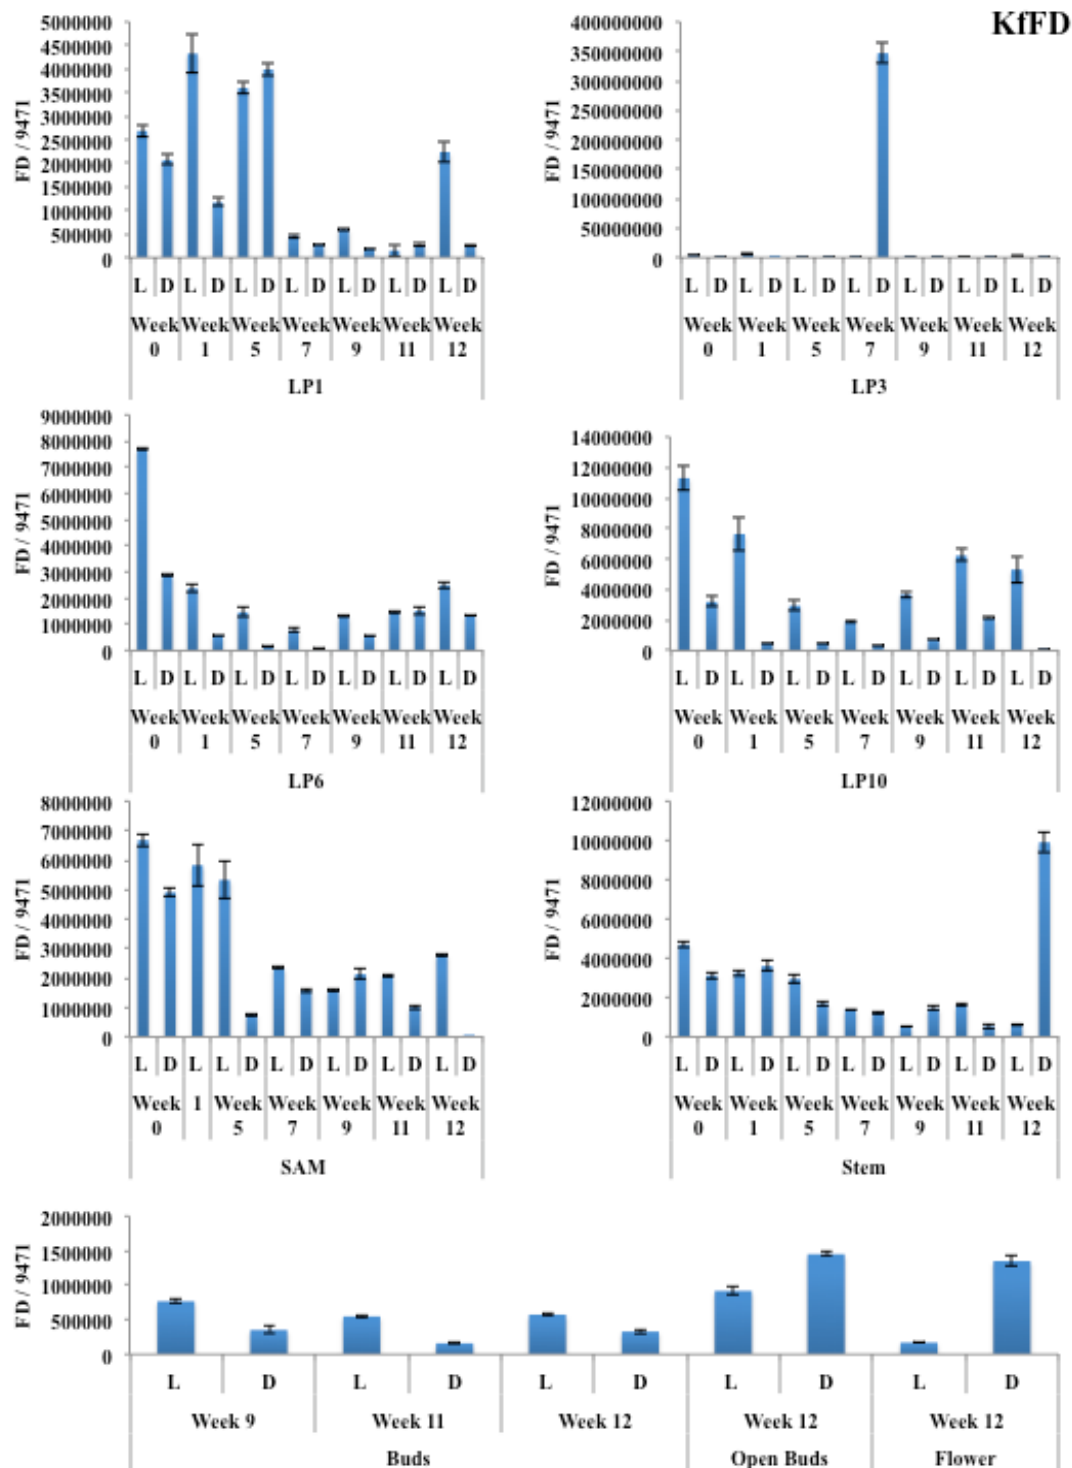 KfFD
5000000
4500000
4000000
3500000
3000000
2500000
2000000
1500000
1000000
500000
0
FD / 9471
L D L D L D L D L D L D L D
Week Week Week Week Week Week Week
0 1 5 7 9 11 12
LP1
400000000
350000000
300000000
250000000
200000000
150000000
100000000
50000000
0
FD / 9471
L D L D L D L D L D L D L D
Week Week Week Week Week Week Week
0 1 5 7 9 11 12
LP3
9000000
8000000
7000000
6000000
5000000
4000000
3000000
2000000
1000000
0
FD / 9471
L D L D L D L D L D L D L D
Week Week Week Week Week Week Week
0 1 5 7 9 11 12
LP6
14000000
12000000
10000000
8000000
6000000
4000000
2000000
0
FD / 9471
L D L D L D L D L D L D L D
Week Week Week Week Week Week Week
0 1 5 7 9 11 12
LP10
8000000
7000000
6000000
5000000
4000000
3000000
2000000
1000000
0
FD / 9471
L D L L D L D L D L D L D
Week 1 Week Week Week Week Week
0 5 7 9 11 12
SAM
12000000
10000000
8000000
6000000
4000000
2000000
0
FD / 9471
L D L D L D L D L D L D L D
Week Week Week Week Week Week Week
0 1 5 7 9 11 12
Stem
2000000
1500000
1000000
500000
0
FD / 9471
L D L D L D L D L D
Week 9 Week 11 Week 12 Week 12 Week 12
Buds Open Buds Flower